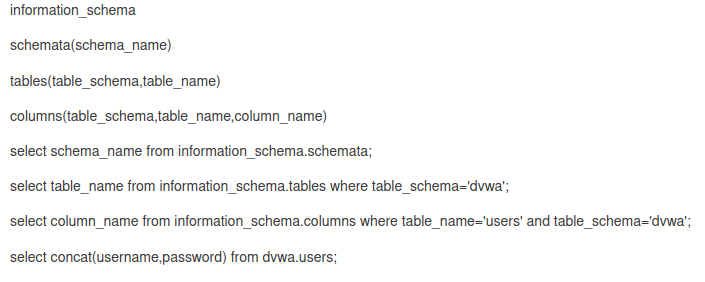 information_schema
schemata(schema_name)
tables(table_schema,table_name)
columns(table_schema,table_name,column_name)
select schema_name from information_schema.schemata;
select table_name from information_schema.tables where table_schema='dvwa';
select column_name from information_schema.columns where table_name='users' and table_schema='dvwa';
select concat(username,password) from dvwa.users;